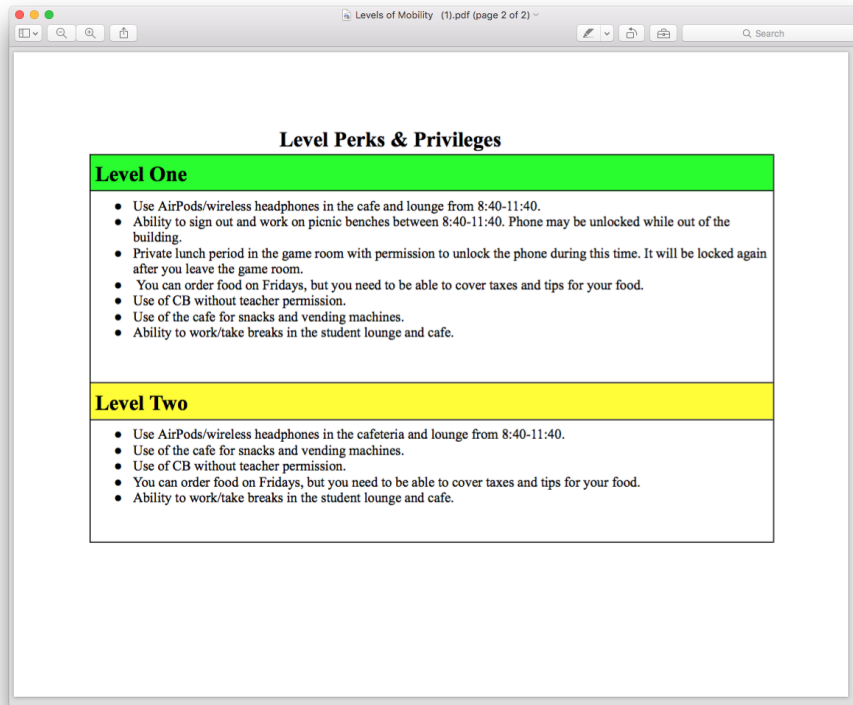 Levels of Mobility (1).pdf (page 2 of 2)
Search
Level Perks & Privileges
Level One
● Use AirPods/wireless headphones in the cafe and lounge from 8:40-11:40.
● Ability to sign out and work on picnic benches between 8:40-11:40. Phone may be unlocked while out of the
building.
● Private lunch period in the game room with permission to unlock the phone during this time. It will be locked again
after you leave the game room.
● You can order food on Fridays, but you need to be able to cover taxes and tips for your food.
● Use of CB without teacher permission.
● Use of the cafe for snacks and vending machines.
● Ability to work/take breaks in the student lounge and cafe.
Level Two
● Use AirPods/wireless headphones in the cafeteria and lounge from 8:40-11:40.
● Use of the cafe for snacks and vending machines.
● Use of CB without teacher permission.
● You can order food on Fridays, but you need to be able to cover taxes and tips for your food.
● Ability to work/take breaks in the student lounge and cafe.